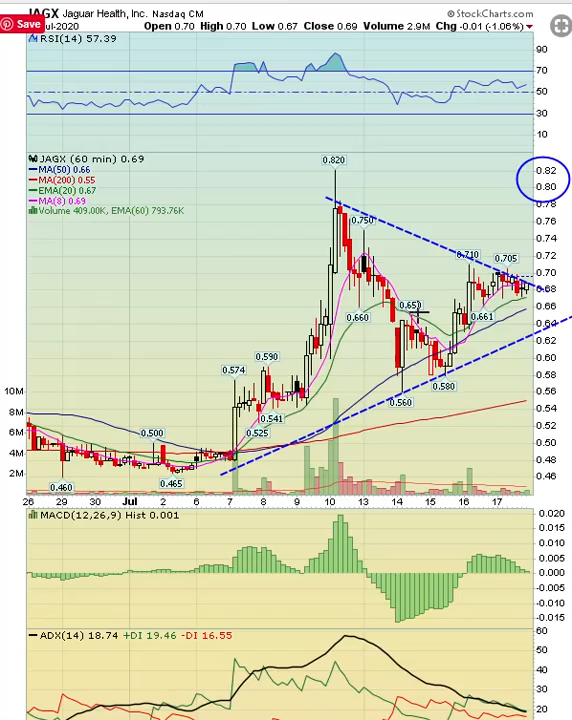 JAGX Jaguar Health, Inc. Nasdaq CM © StockCharts.com
Save
-Jul-2020 Open 0.70 High 0.70 Low 0.67 Close 0.69 Volume 2.9M Chg -0.01 (-1.06%)
RSI(14) 57.39
90
70
50
30
10
JAGX (60 min) 0.69
MA(50) 0.66
MA(200) 0.55
EMA(20) 0.67
MA(8) 0.69
Volume 409.00K, EMA(60) 793.76K
0.820
0.750
0.710
0.705
0.650
0.660
0.661
0.574
0.590
0.580
0.560
0.541
0.525
0.500
0.460
0.465
0.82
0.80
0.78
0.76
0.74
0.72
0.70
0.68
0.66
0.64
0.62
0.60
0.58
0.56
0.54
0.52
0.50
0.48
0.46
10M
8M
6M
4M
2M
26 29 30 Jul 2 6 7 8 9 10 13 14 15 16 17
MACD(12,26,9) Hist 0.001
0.020
0.015
0.010
0.005
0.000
-0.005
-0.010
-0.015
ADX(14) 18.74 +DI 19.46 -DI 16.55
60
50
40
30
20